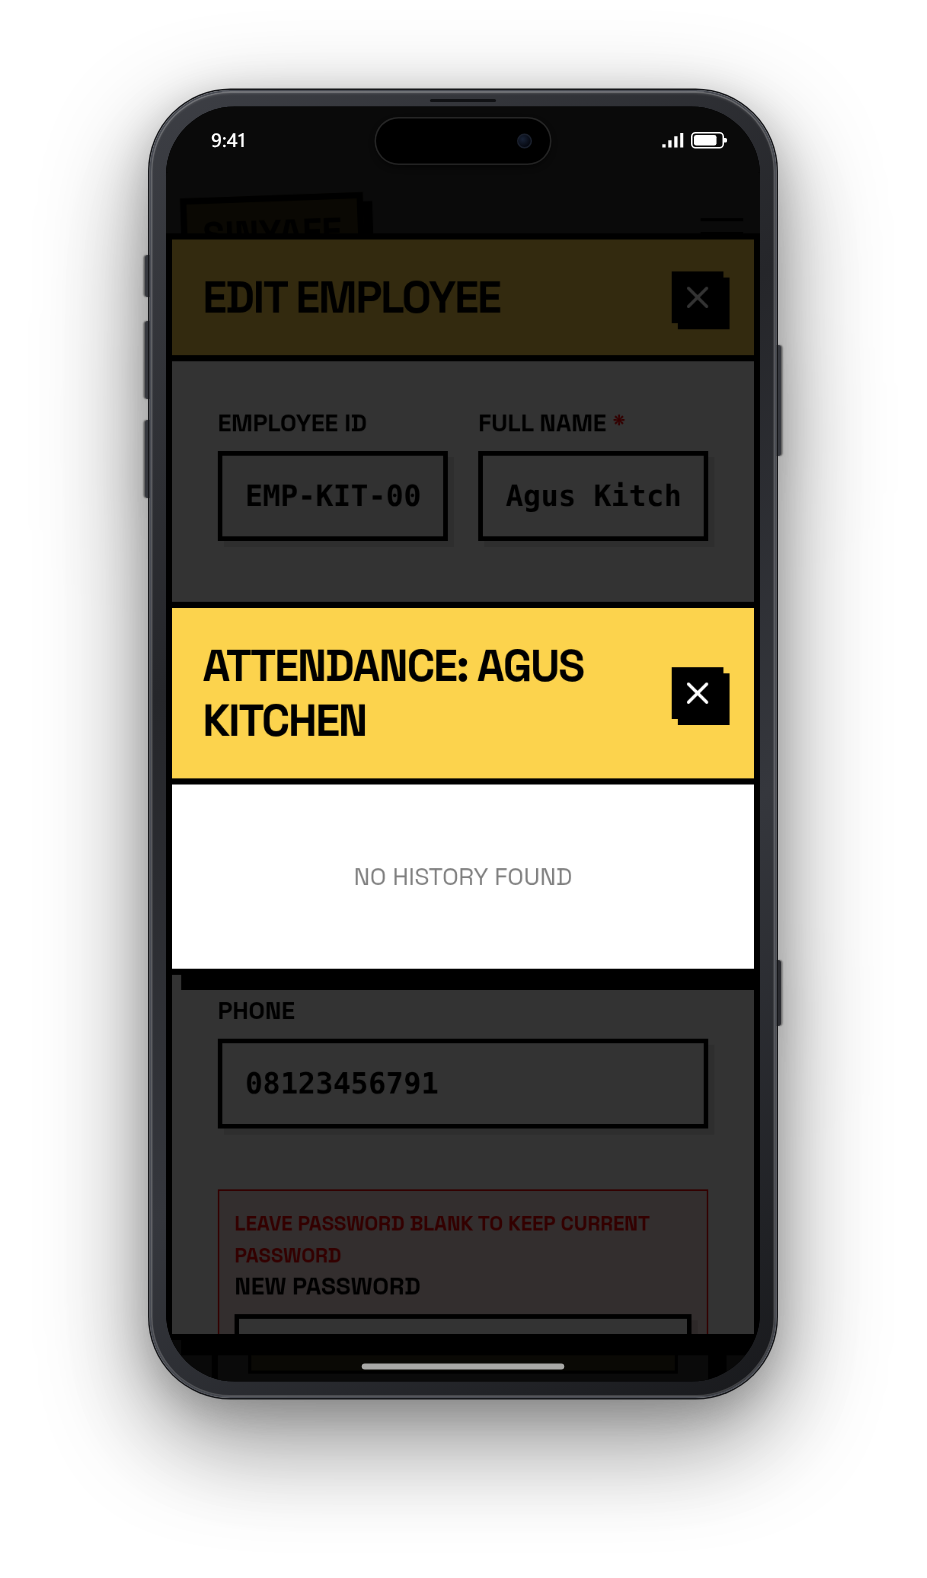 9:41
EDIT EMPLOYEE
EMPLOYEE ID
FULL NAME *
EMP-KIT-00
Agus Kitch
ATTENDANCE: AGUS
KITCHEN
NO HISTORY FOUND
PHONE
08123456791
LEAVE PASSWORD BLANK TO KEEP CURRENT
PASSWORD
NEW PASSWORD